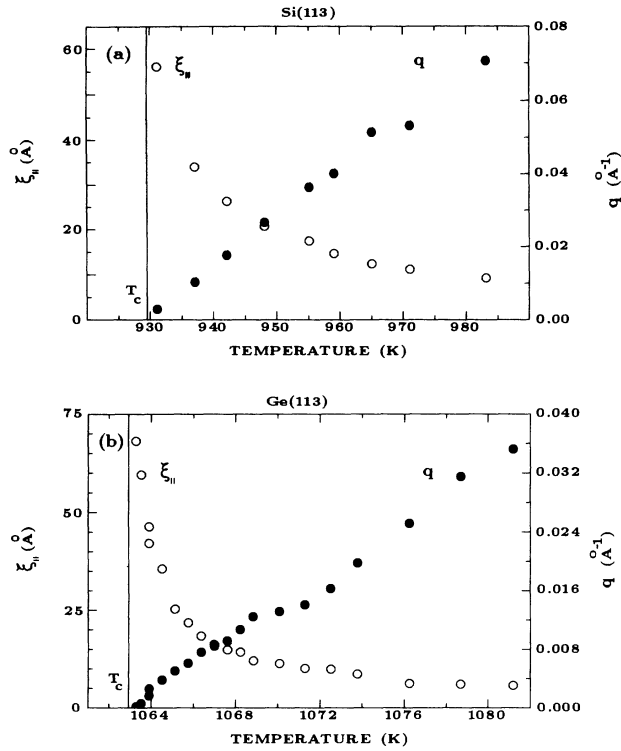 Si(113)
(a)
ξ∥
q
60
40
20
0
ξ∥ (Å)
0.08
0.06
0.04
0.02
0.00
q (Å-1)
Tc
930 940 950 960 970 980
TEMPERATURE (K)
Ge(113)
(b)
ξ∥
q
75
50
25
0
ξ∥ (Å)
0.040
0.032
0.024
0.016
0.008
0.000
q (Å-1)
Tc
1064 1068 1072 1076 1080
TEMPERATURE (K)